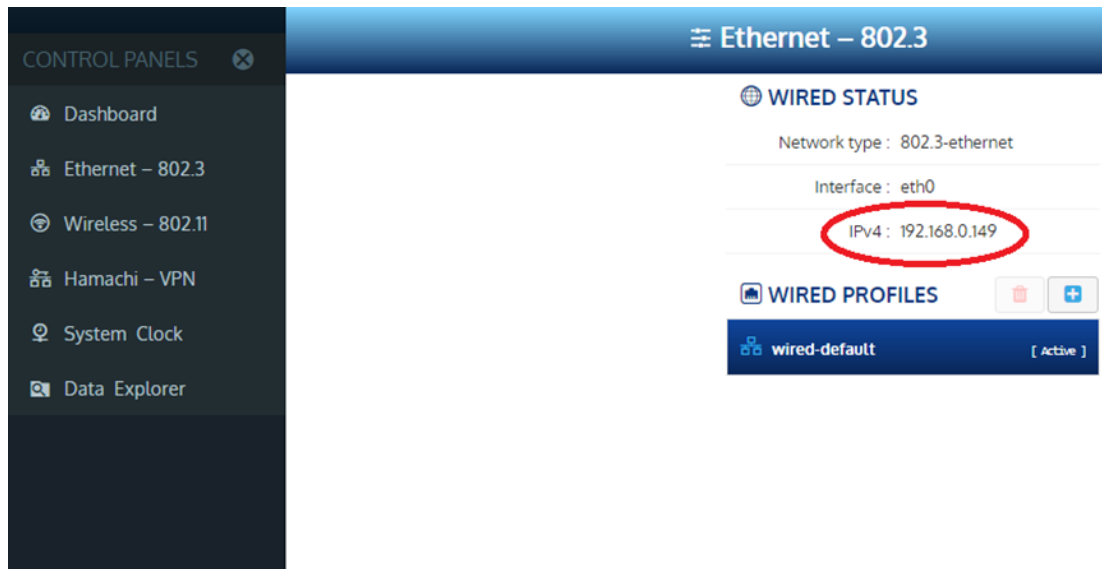 CONTROL PANELS
Dashboard
Ethernet – 802.3
Wireless – 802.11
Hamachi – VPN
System Clock
Data Explorer
Ethernet – 802.3
WIRED STATUS
Network type : 802.3-ethernet
Interface : eth0
IPv4 : 192.168.0.149
WIRED PROFILES
wired-default [ Active ]